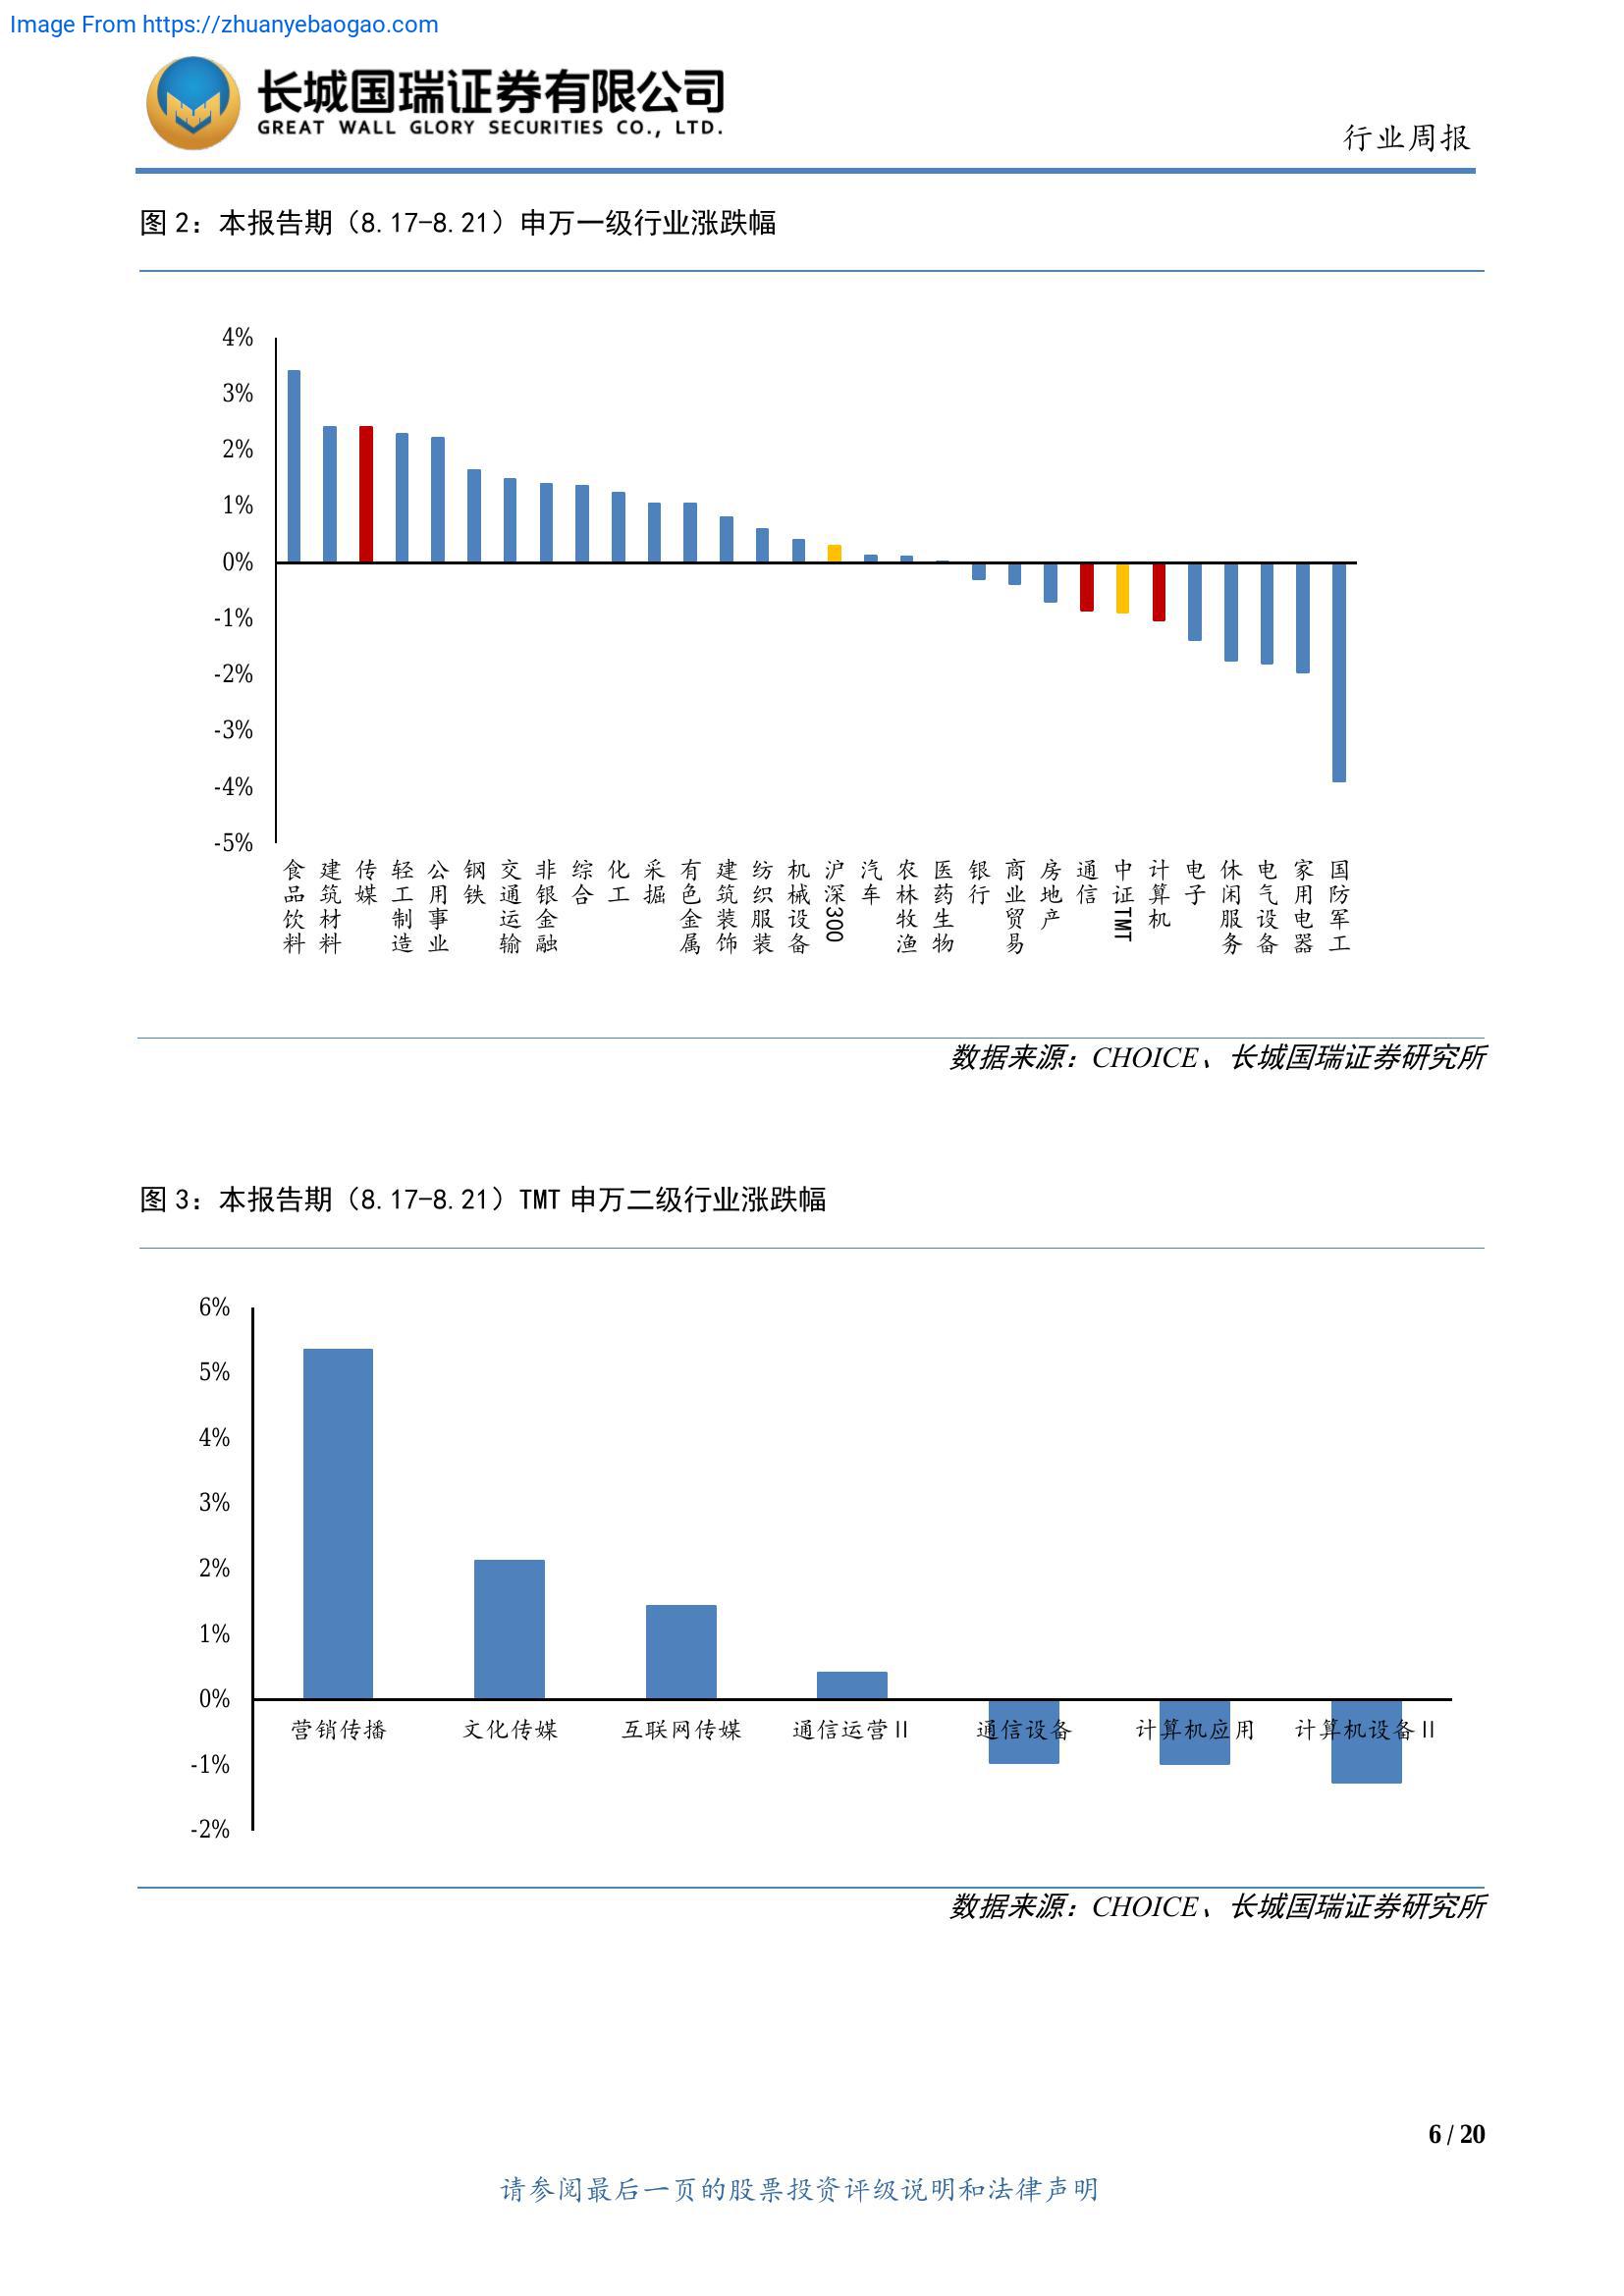 Image From https://zhuanyebaogao.com
长城国瑞证券有限公司
GREAT WALL GLORY SECURITIES CO., LTD.
行业周报
图 2：本报告期（8.17-8.21）申万一级行业涨跌幅
4%
3%
2%
1%
0%
-1%
-2%
-3%
-4%
-5%
食品饮料
建筑材料
传媒
轻工制造
公用事业
钢铁
交通运输
非银金融
综合
化工
采掘
有色金属
建筑装饰
纺织服装
机械设备
沪深300
汽车
农林牧渔
医药生物
银行
商业贸易
房地产
通信
中证TMT
计算机
电子
休闲服务
电气设备
家用电器
国防军工
数据来源：CHOICE、长城国瑞证券研究所
图 3：本报告期（8.17-8.21）TMT 申万二级行业涨跌幅
6%
5%
4%
3%
2%
1%
0%
-1%
-2%
营销传播
文化传媒
互联网传媒
通信运营Ⅱ
通信设备
计算机应用
计算机设备Ⅱ
数据来源：CHOICE、长城国瑞证券研究所
6 / 20
请参阅最后一页的股票投资评级说明和法律声明